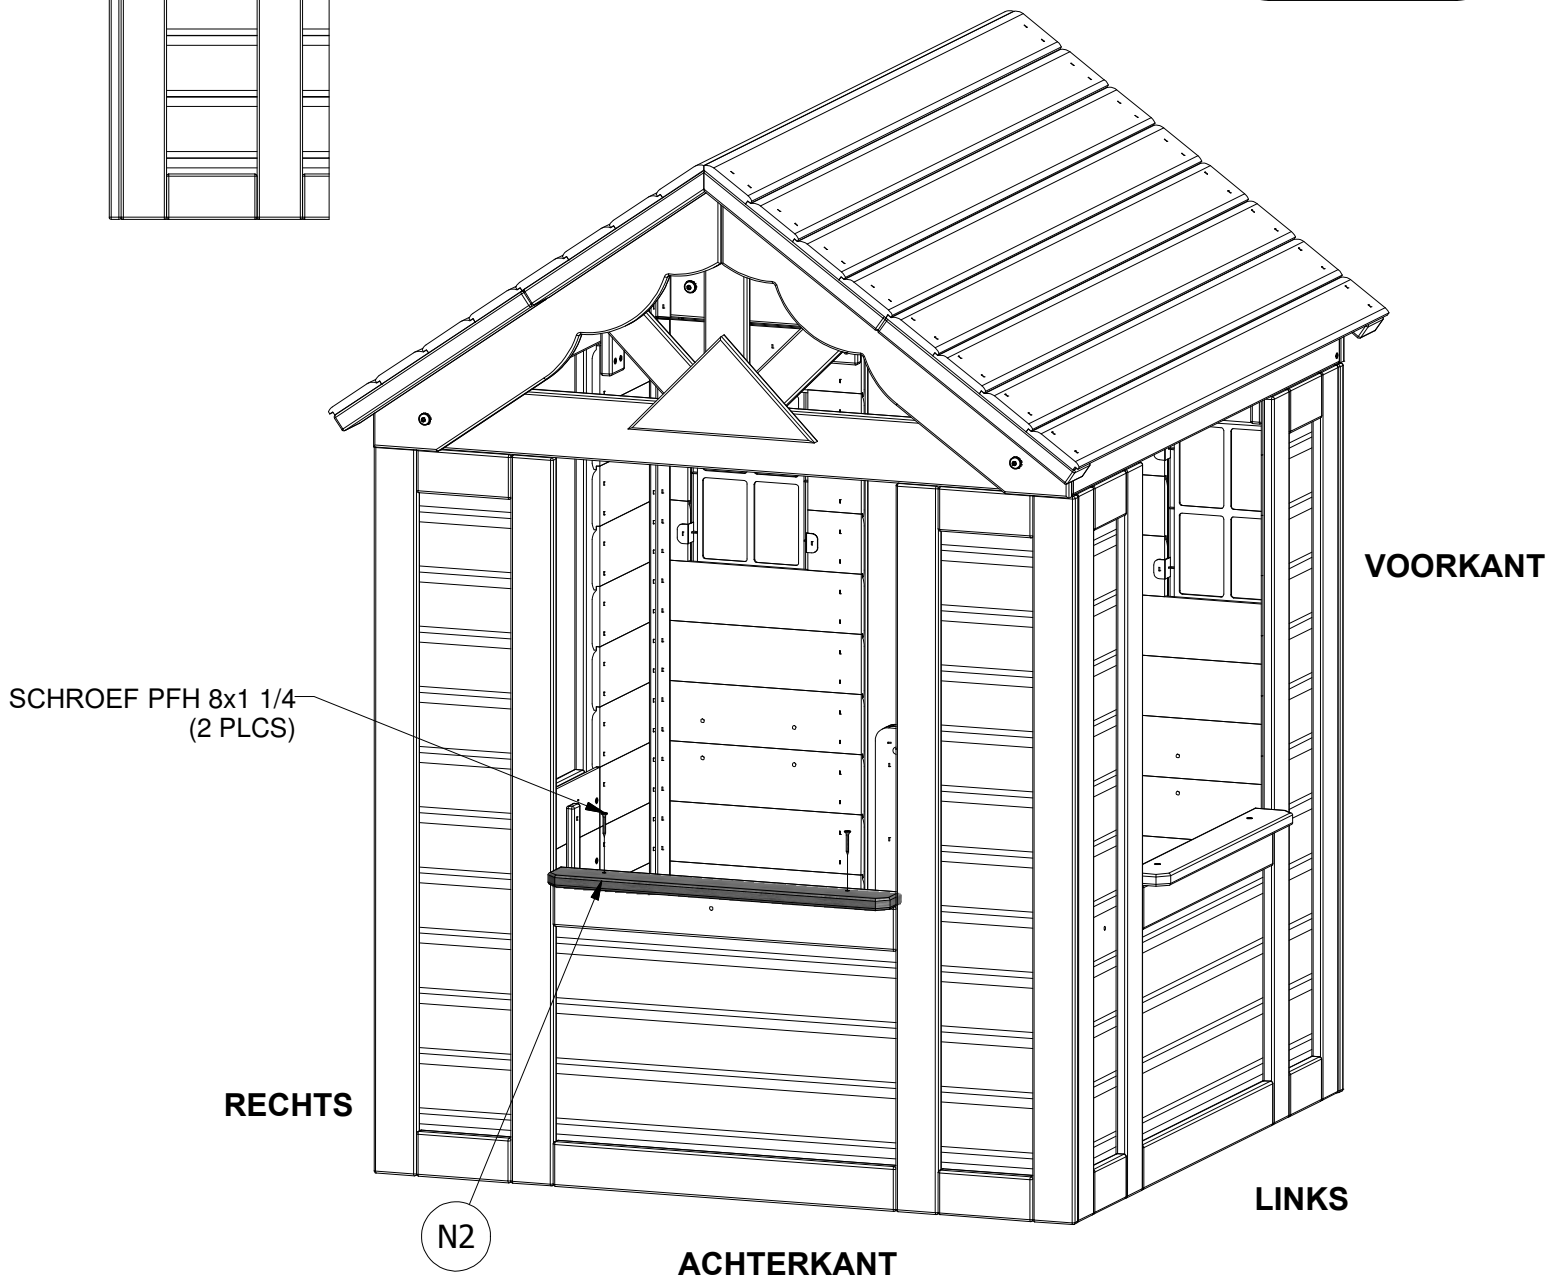 VOORKANT
SCHROEF PFH 8x1 1/4
(2 PLCS)
RECHTS
LINKS
N2
ACHTERKANT